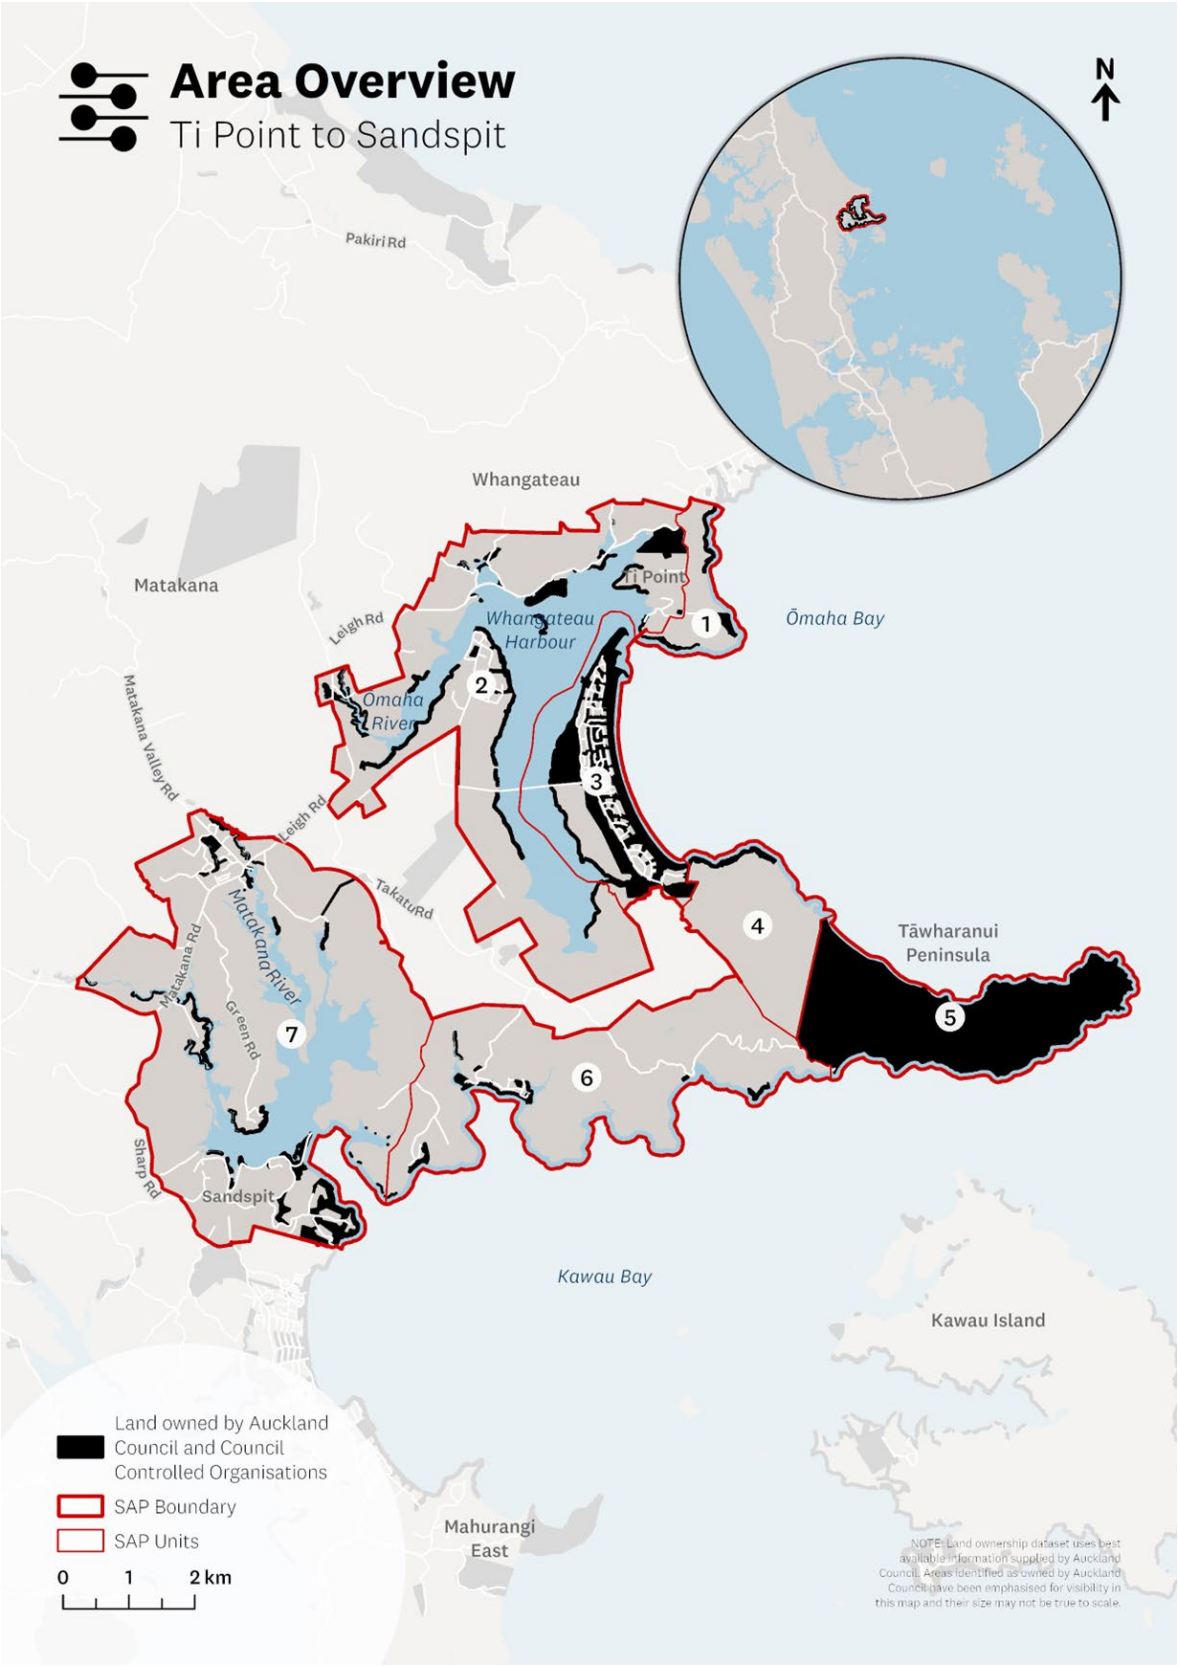 Area Overview
Ti Point to Sandspit
N
Pakiri Rd
Whangateau
Matakana
Leigh Rd
Ti Point
Whangateau
Harbour
1
Ōmaha Bay
2
Omaha
River
Matakana Valley Rd
3
Leigh Rd
Takatu Rd
Matakana River
Matakana Rd
Green Rd
4
Tāwharanui
Peninsula
5
7
6
Sharp Rd
Sandspit
Kawau Bay
Kawau Island
Land owned by Auckland
Council and Council
Controlled Organisations
SAP Boundary
SAP Units
0 1 2 km
Mahurangi
East
NOTE: Land ownership dataset uses best
available information supplied by Auckland
Council. Areas identified as owned by Auckland
Council have been emphasised for visibility in
this map and their size may not be true to scale.